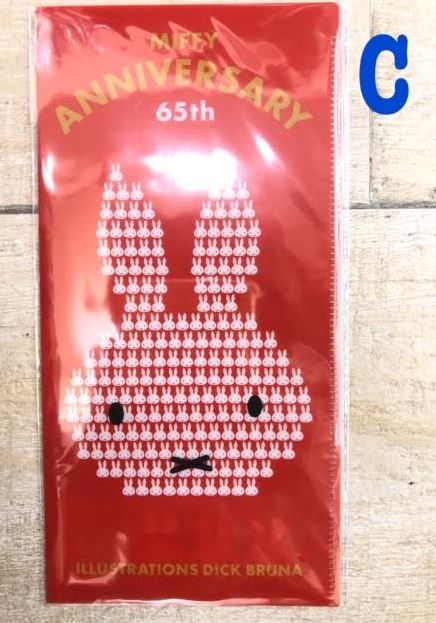 C
MIFFY
ANNIVERSARY
65th
ILLUSTRATIONS DICK BRUNA